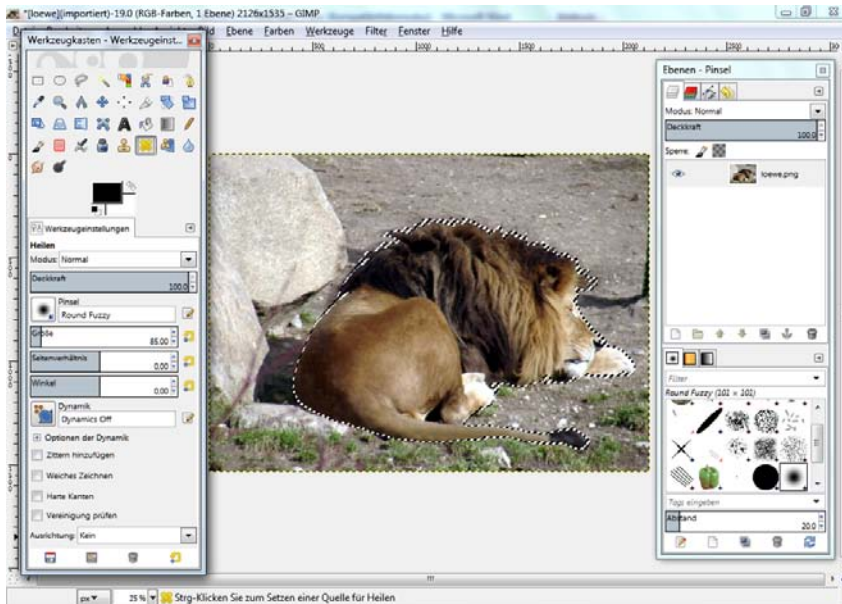 *[loewe](importiert)-19.0 (RGB-Farben, 1 Ebene) 2126x1535 – GIMP
Ebene Farben Werkzeuge Filter Fenster Hilfe
Werkzeugkasten - Werkzeugeinst...
500
1000
1500
2000
Werkzeugeinstellungen
Heilen
Modus: Normal
Deckkraft
100.0
Pinsel
Round Fuzzy
Größe
85.00
Seitenverhältnis
0.00
Winkel
0.00
Dynamik
Dynamics Off
Optionen der Dynamik
Zittern hinzufügen
Weiches Zeichnen
Harte Kanten
Vereinigung prüfen
Ausrichtung: Kein
Ebenen - Pinsel
Modus: Normal
Deckkraft
100.0
Sperre:
loewe.png
Filter
Round Fuzzy (101 × 101)
Tags eingeben
Abstand
20.0
px
25 %
Strg-Klicken Sie zum Setzen einer Quelle für Heilen